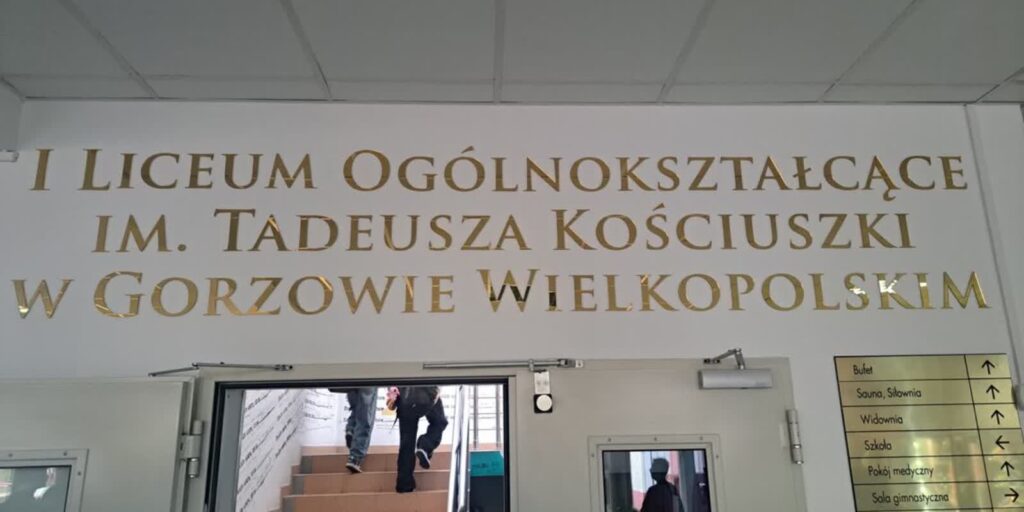 I Liceum Ogólnokształcące
im. Tadeusza Kościuszki
w Gorzowie Wielkopolskim
Bufet ↑
Sauna, Siłownia ↑
Widownia ↑
Szkoła ←
Pokój medyczny ↑
Sala gimnastyczna →